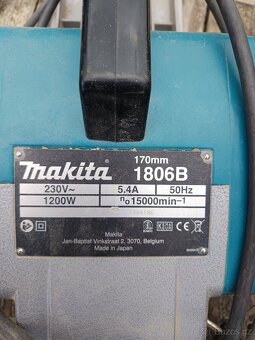 makita
170mm
1806B
230V~ 5.4A 50Hz
1200W n₀15000min⁻¹
Makita
Jan-Baptist Vinkstraat 2, 3070, Belgium
Made in Japan